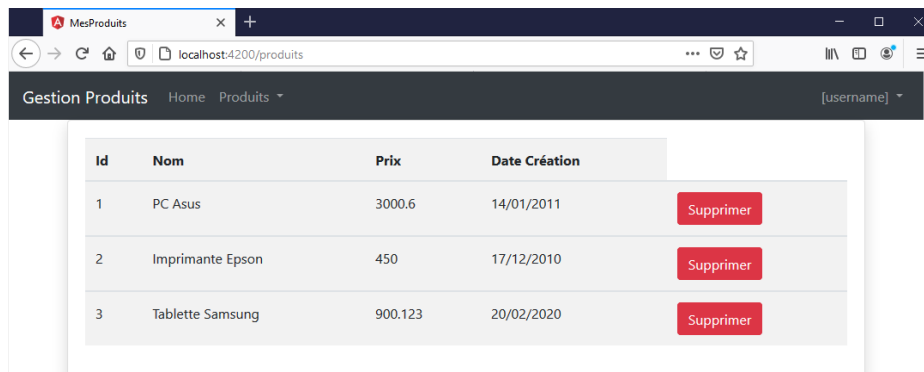 MesProduits
localhost:4200/produits
Gestion Produits Home Produits [username]
Id Nom Prix Date Création
1 PC Asus 3000.6 14/01/2011 Supprimer
2 Imprimante Epson 450 17/12/2010 Supprimer
3 Tablette Samsung 900.123 20/02/2020 Supprimer